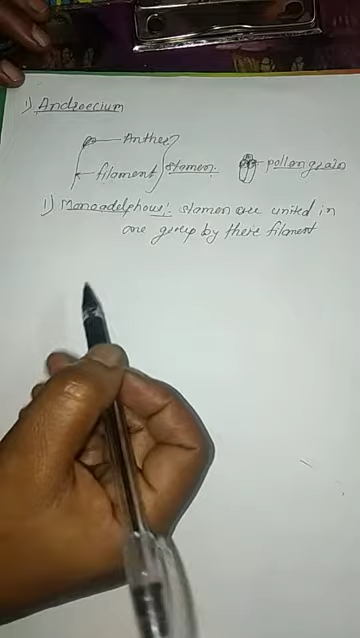 1) Androecium
Anther
filament} stamen.
pollengrain
1) Monoadelphous:- stamen are united in
one group by there filament